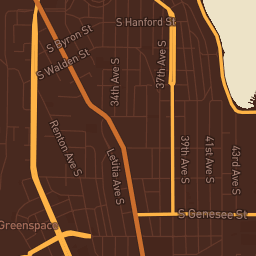 S Hanford St
S Byron St
S Walden St
34th Ave S
37th Ave S
Renton Ave S
Letitia Ave S
39th Ave S
41st Ave S
43rd Ave S
S Genesee St
Greenspace